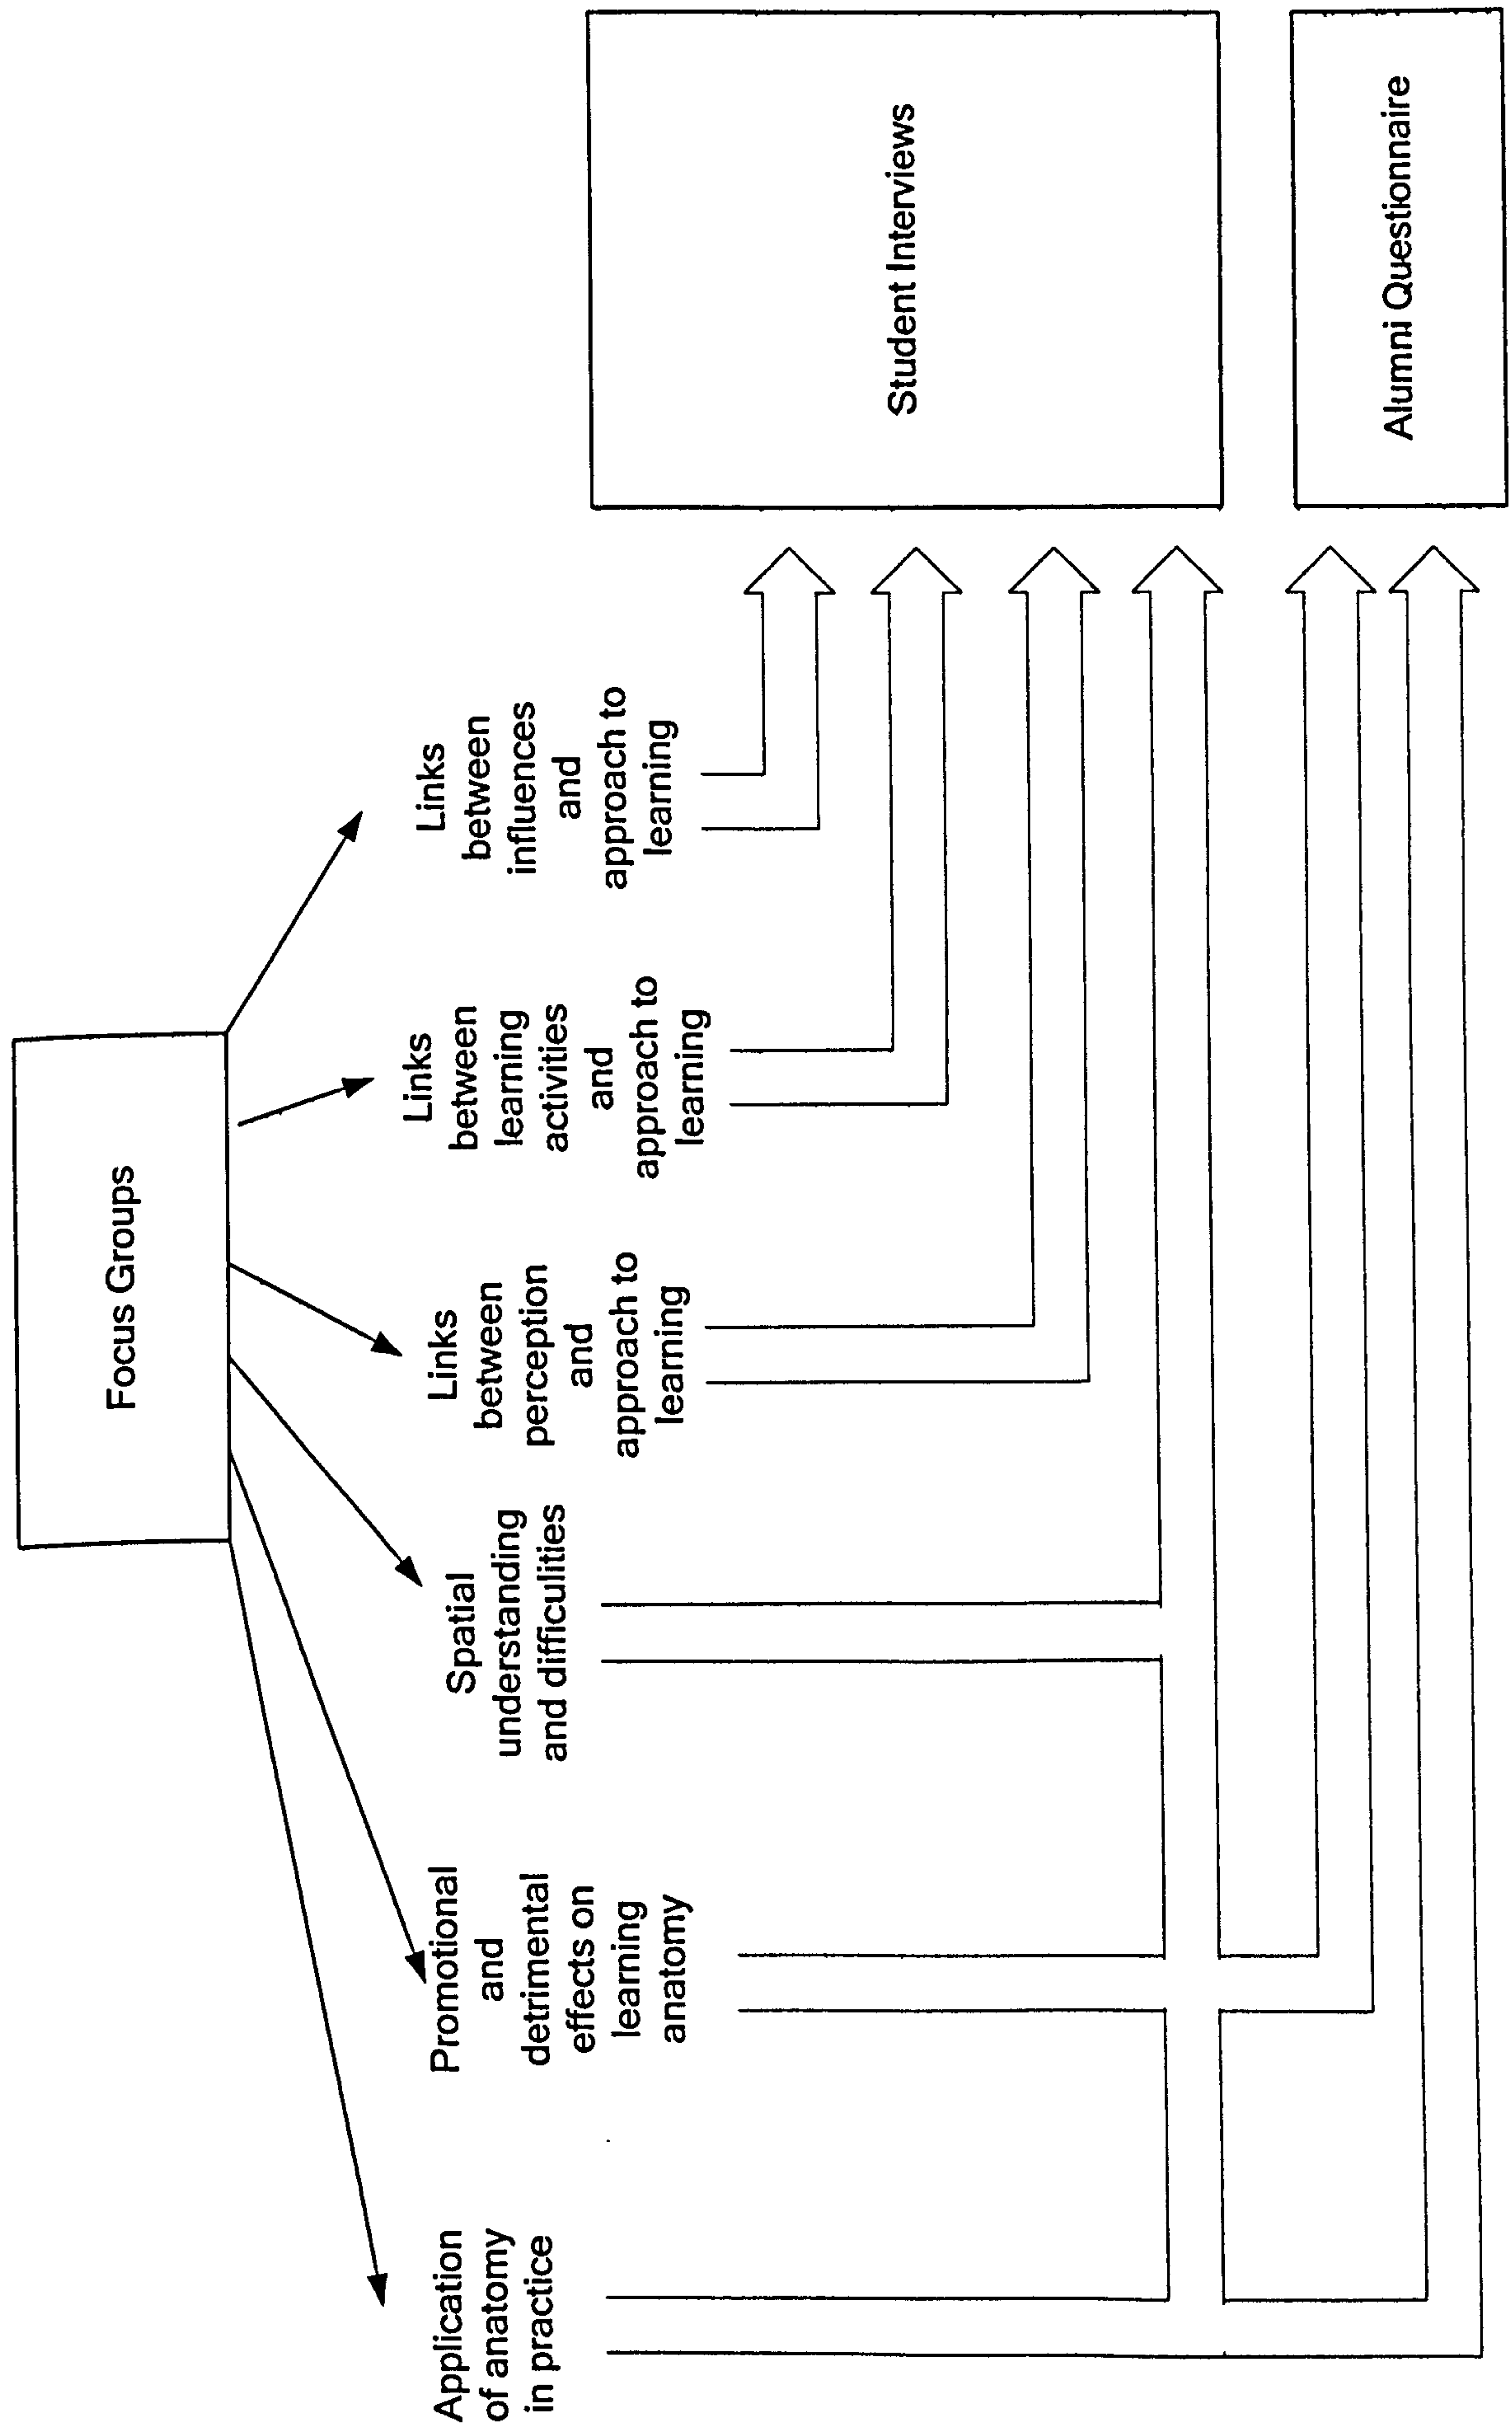 Focus Groups
Application
of anatomy
in practice
Promotional
and
detrimental
effects on
learning
anatomy
Spatial
understanding
and difficulities
Links
between
perception
and
approach to
learning
Links
between
learning
activities
and
approach to
learning
Links
between
influences
and
approach to
learning
Student Interviews
Alumni Questionnaire